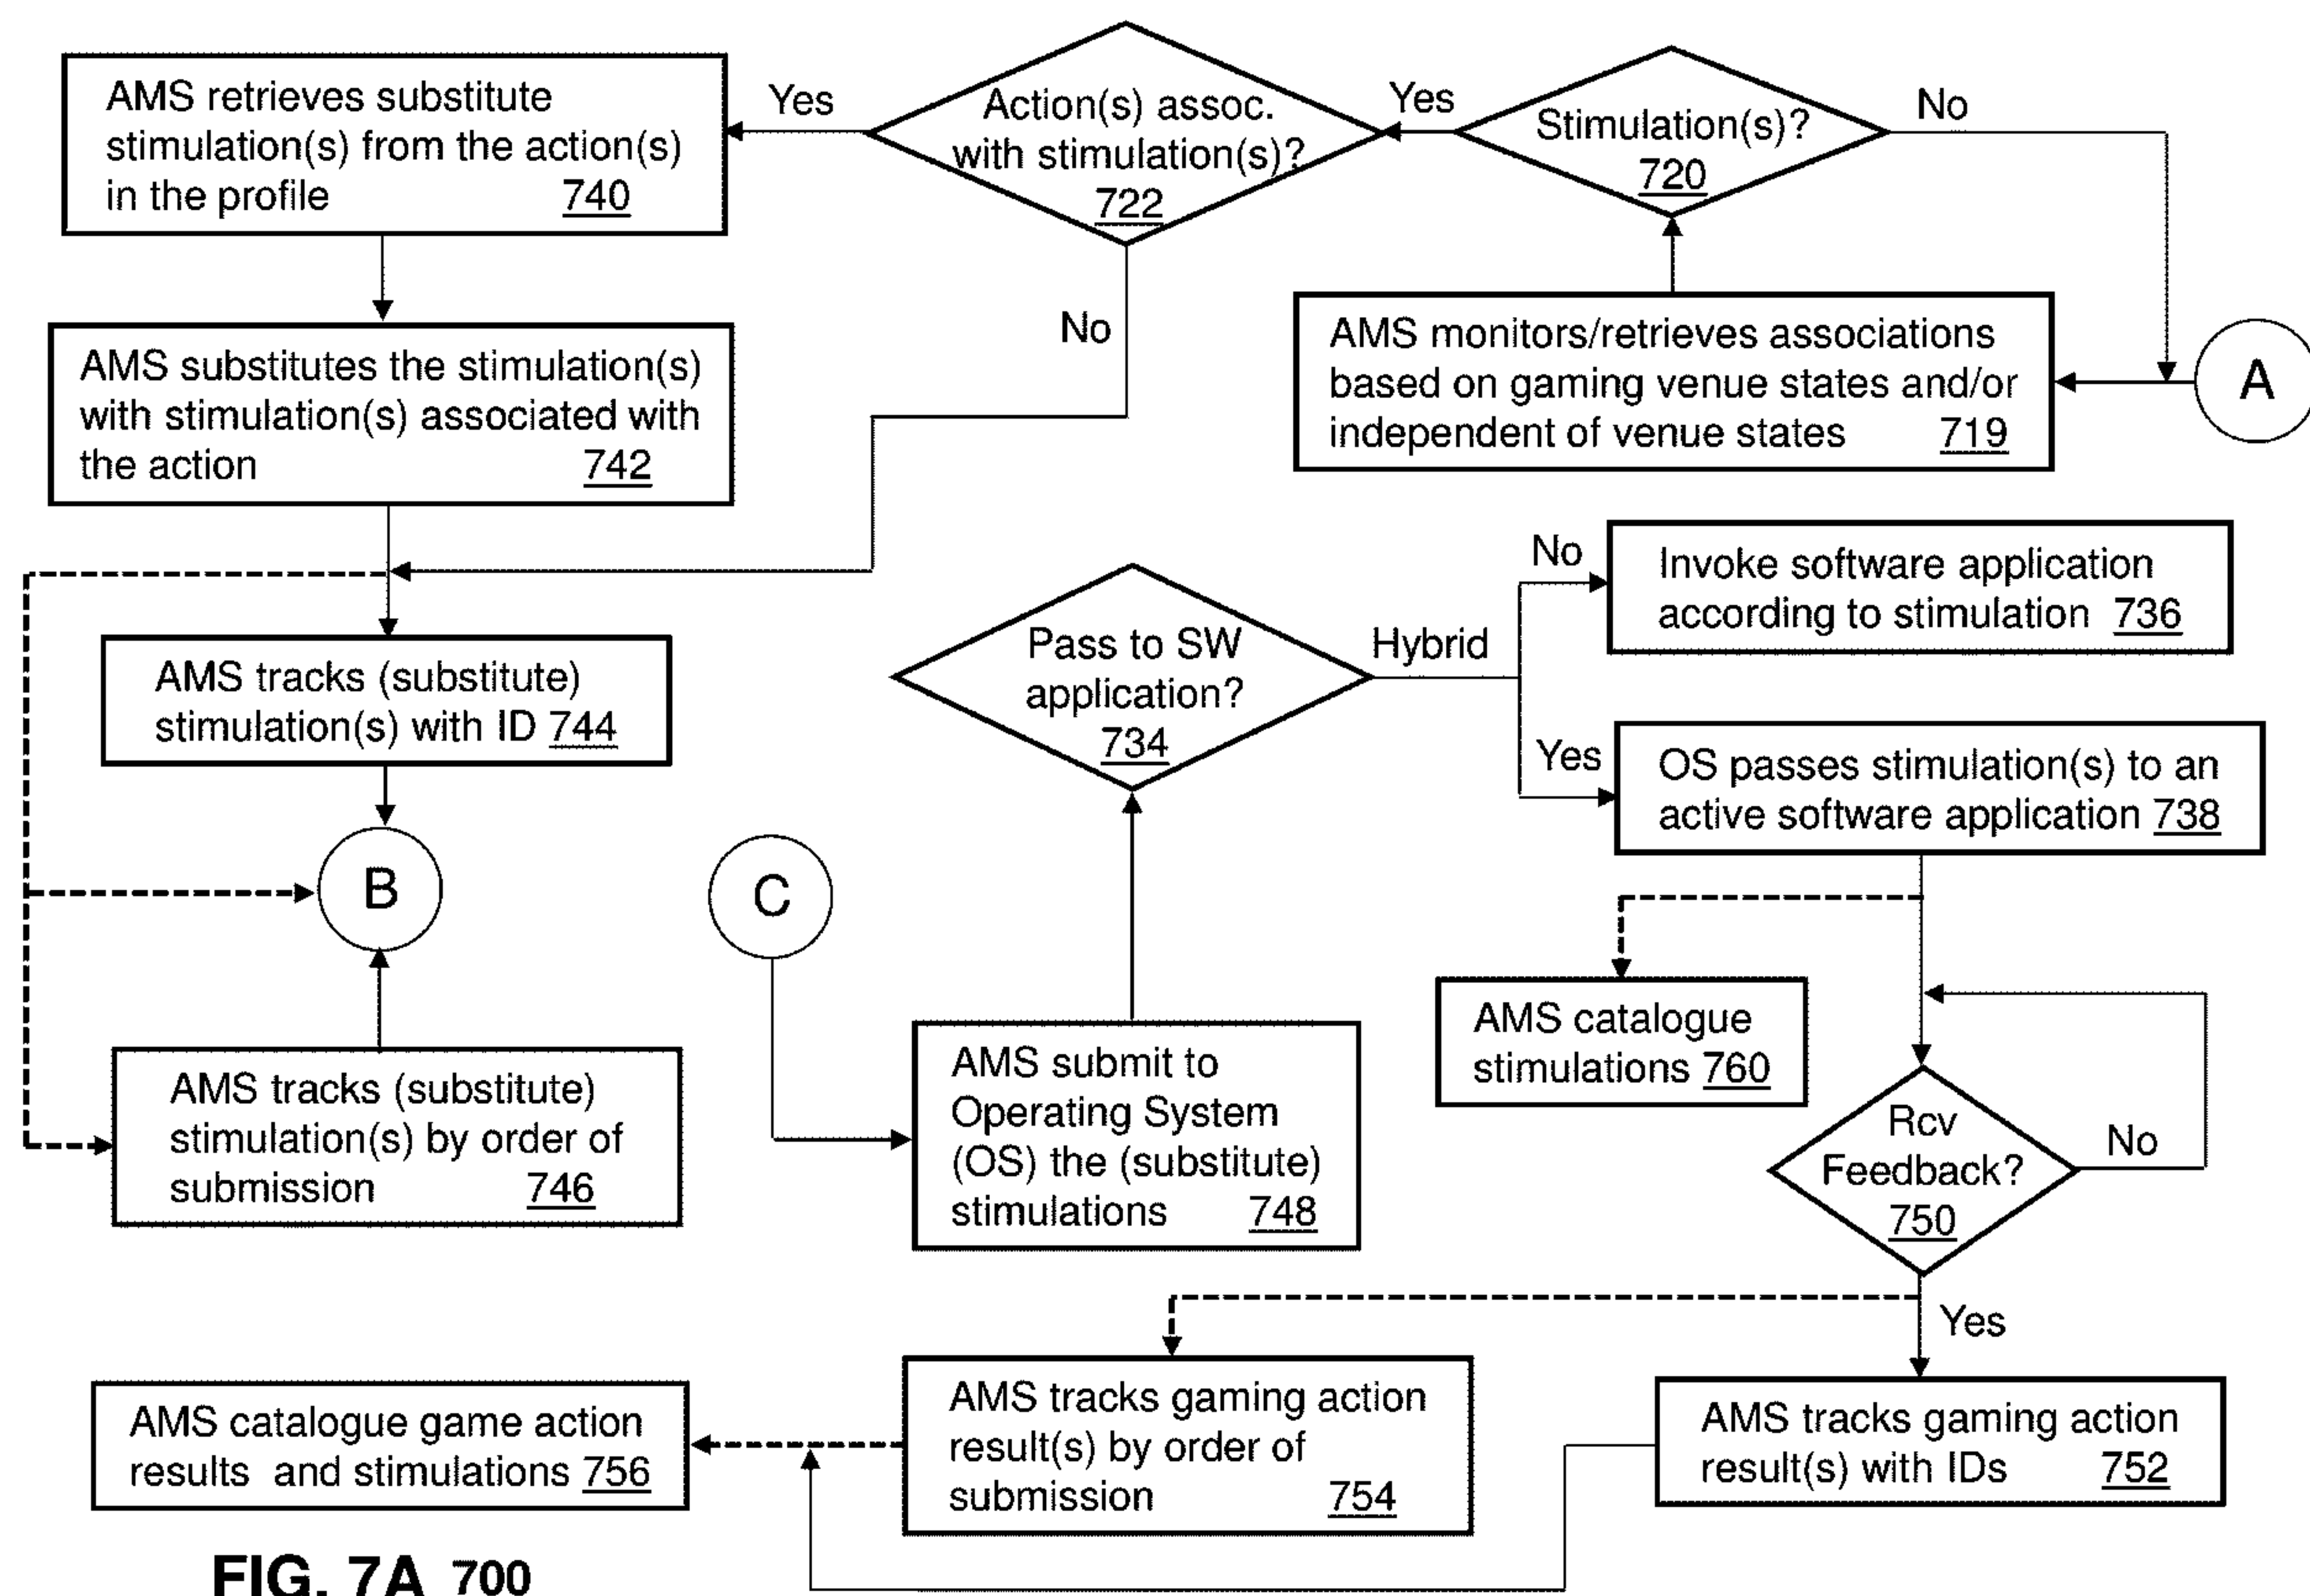 AMS retrieves substitute
stimulation(s) from the action(s)
in the profile 740
Yes
Action(s) assoc.
with stimulation(s)?
722
Yes
Stimulation(s)?
720
No
No
AMS monitors/retrieves associations
based on gaming venue states and/or
independent of venue states 719
A
AMS substitutes the stimulation(s)
with stimulation(s) associated with
the action 742
AMS tracks (substitute)
stimulation(s) with ID 744
Pass to SW
application?
734
Hybrid
No
Invoke software application
according to stimulation 736
Yes
OS passes stimulation(s) to an
active software application 738
B
C
AMS tracks (substitute)
stimulation(s) by order of
submission 746
AMS submit to
Operating System
(OS) the (substitute)
stimulations 748
AMS catalogue
stimulations 760
Rcv
Feedback?
750
No
Yes
AMS catalogue game action
results and stimulations 756
AMS tracks gaming action
result(s) by order of
submission 754
AMS tracks gaming action
result(s) with IDs 752
FIG. 7A 700